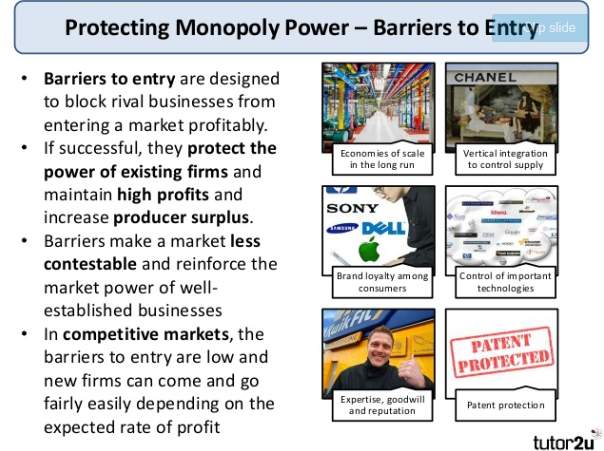 Protecting Monopoly Power – Barriers to Entry
• Barriers to entry are designed
to block rival businesses from
entering a market profitably.
• If successful, they protect the
power of existing firms and
maintain high profits and
increase producer surplus.
• Barriers make a market less
contestable and reinforce the
market power of well-
established businesses
• In competitive markets, the
barriers to entry are low and
new firms can come and go
fairly easily depending on the
expected rate of profit
Economies of scale
in the long run
CHANEL
Vertical integration
to control supply
SONY
SAMSUNG
DELL
Brand loyalty among
consumers
Control of important
technologies
Expertise, goodwill
and reputation
PATENT
PROTECTED
Patent protection
tutor2u